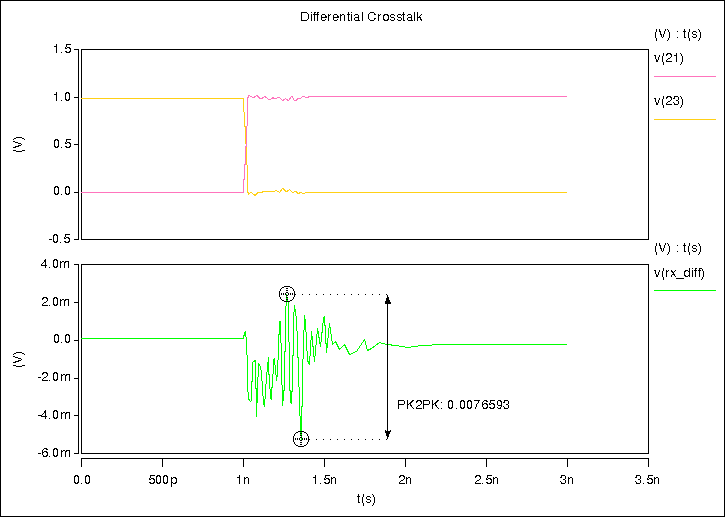 Differential Crosstalk
(V) : t(s)
v(21)
v(23)
1.5
1.0
0.5
0.0
-0.5
(V)
(V) : t(s)
v(rx_diff)
4.0m
2.0m
0.0
-2.0m
-4.0m
-6.0m
(V)
PK2PK: 0.0076593
0.0 500p 1n 1.5n 2n 2.5n 3n 3.5n
t(s)